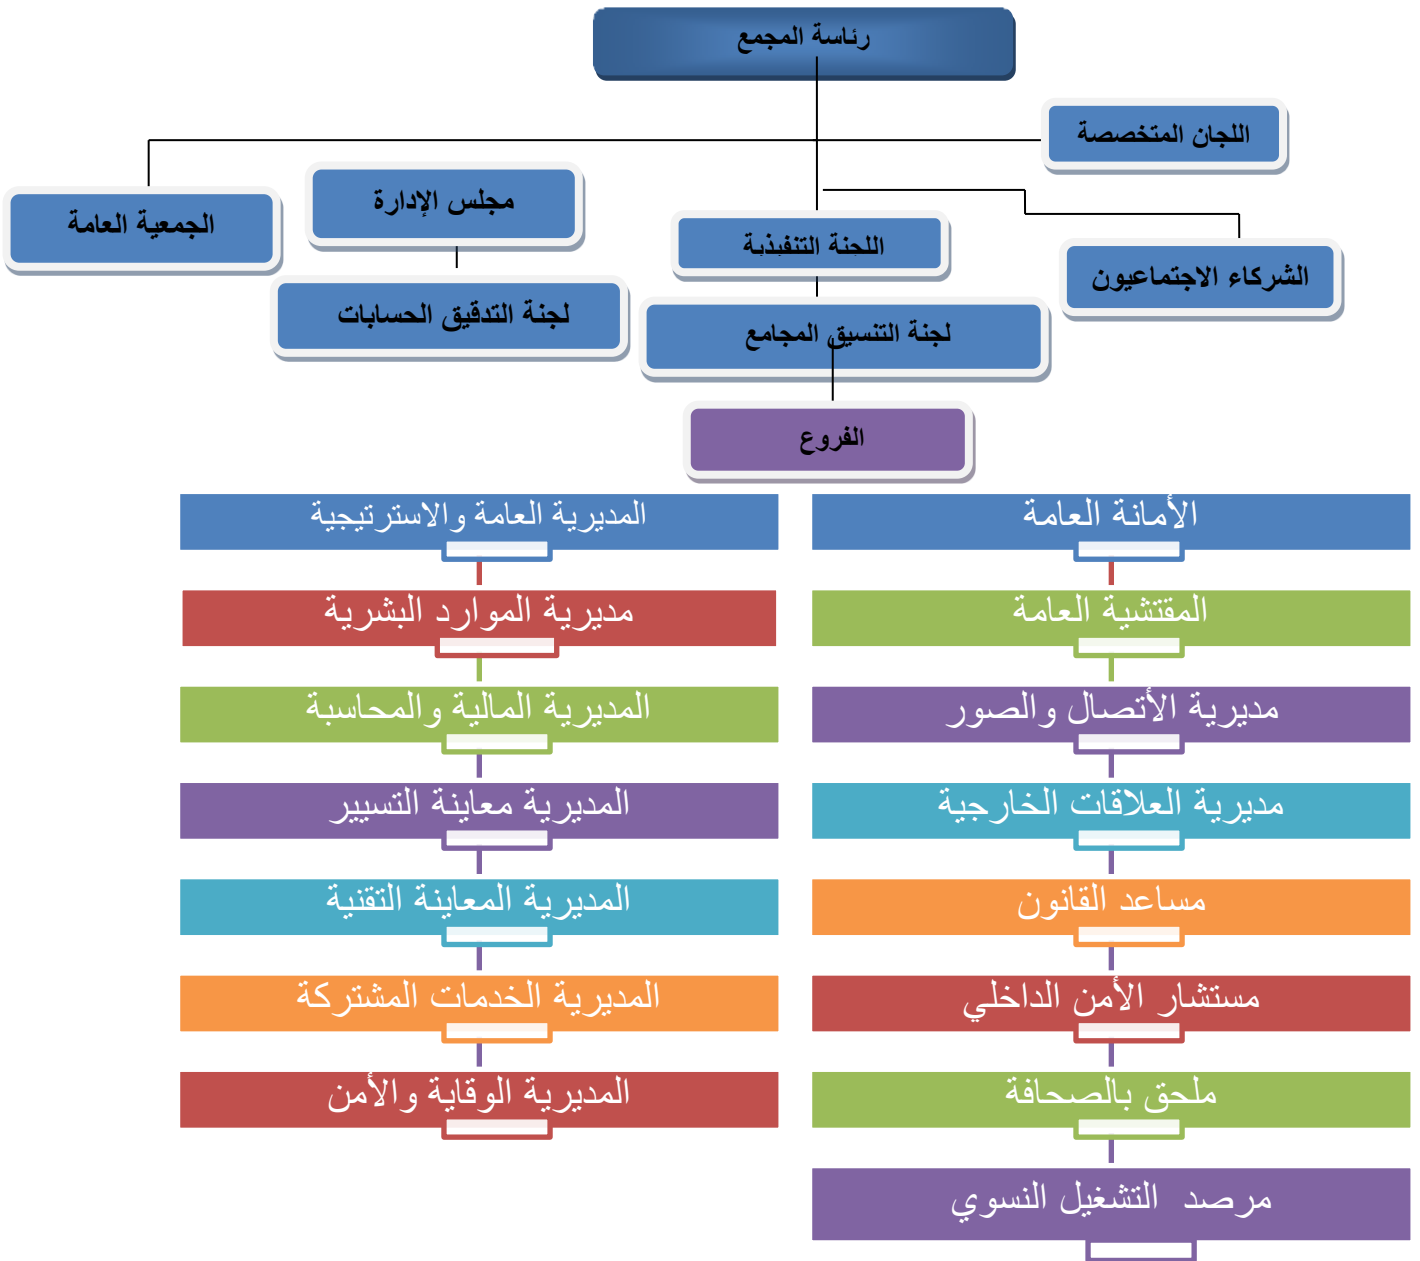 رئاسة المجمع
اللجان المتخصصة
مجلس الإدارة
الجمعية العامة
اللجنة التنفيذية
الشركاء الاجتماعيون
لجنة التدقيق الحسابات
لجنة التنسيق المجامع
الفروع
الأمانة العامة
المقتشية العامة
مديرية الأتصال والصور
مديرية العلاقات الخارجية
مساعد القانون
مستشار الأمن الداخلي
ملحق بالصحافة
مرصد التشغيل النسوي
المديرية العامة والاسترتيجية
مديرية الموارد البشرية
المديرية المالية والمحاسبة
المديرية معاينة التسيير
المديرية المعاينة التقنية
المديرية الخدمات المشتركة
المديرية الوقاية والأمن